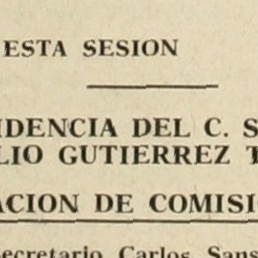 ESTA SESION
IDENCIA DEL C. S
LIO GUTIERREZ T
ACION DE COMISI
ecretario Carlos Sans